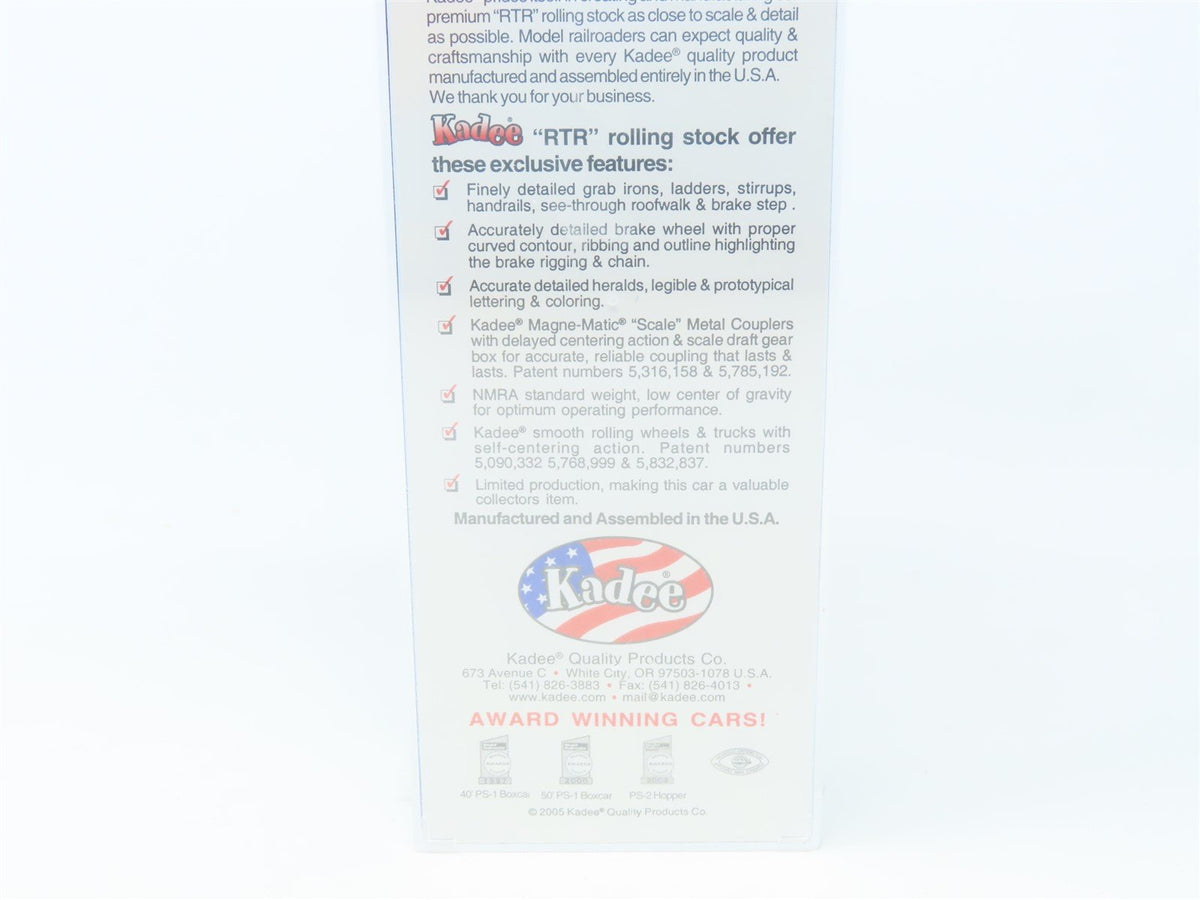 premium “RTR” rolling stock as close to scale & detail
as possible. Model railroaders can expect quality &
craftsmanship with every Kadee® quality product
manufactured and assembled entirely in the U.S.A.
We thank you for your business.
Kadee® “RTR” rolling stock offer
these exclusive features:
Finely detailed grab irons, ladders, stirrups,
handrails, see-through roofwalk & brake step .
Accurately detailed brake wheel with proper
curved contour, ribbing and outline highlighting
the brake rigging & chain.
Accurate detailed heralds, legible & prototypical
lettering & coloring.
Kadee® Magne-Matic® “Scale” Metal Couplers
with delayed centering action & scale draft gear
box for accurate, reliable coupling that lasts &
lasts. Patent numbers 5,316,158 & 5,785,192.
NMRA standard weight, low center of gravity
for optimum operating performance.
Kadee® smooth rolling wheels & trucks with
self-centering action. Patent numbers
5,090,332 5,768,999 & 5,832,837.
Limited production, making this car a valuable
collectors item.
Manufactured and Assembled in the U.S.A.
Kadee®
Kadee® Quality Products Co.
673 Avenue C • White City, OR 97503-1078 U.S.A.
Tel: (541) 826-3883 • Fax: (541) 826-4013 •
www.kadee.com • mail@kadee.com
AWARD WINNING CARS!
40' PS-1 Boxcar 50' PS-1 Boxcar PS-2 Hopper
© 2005 Kadee® Quality Products Co.